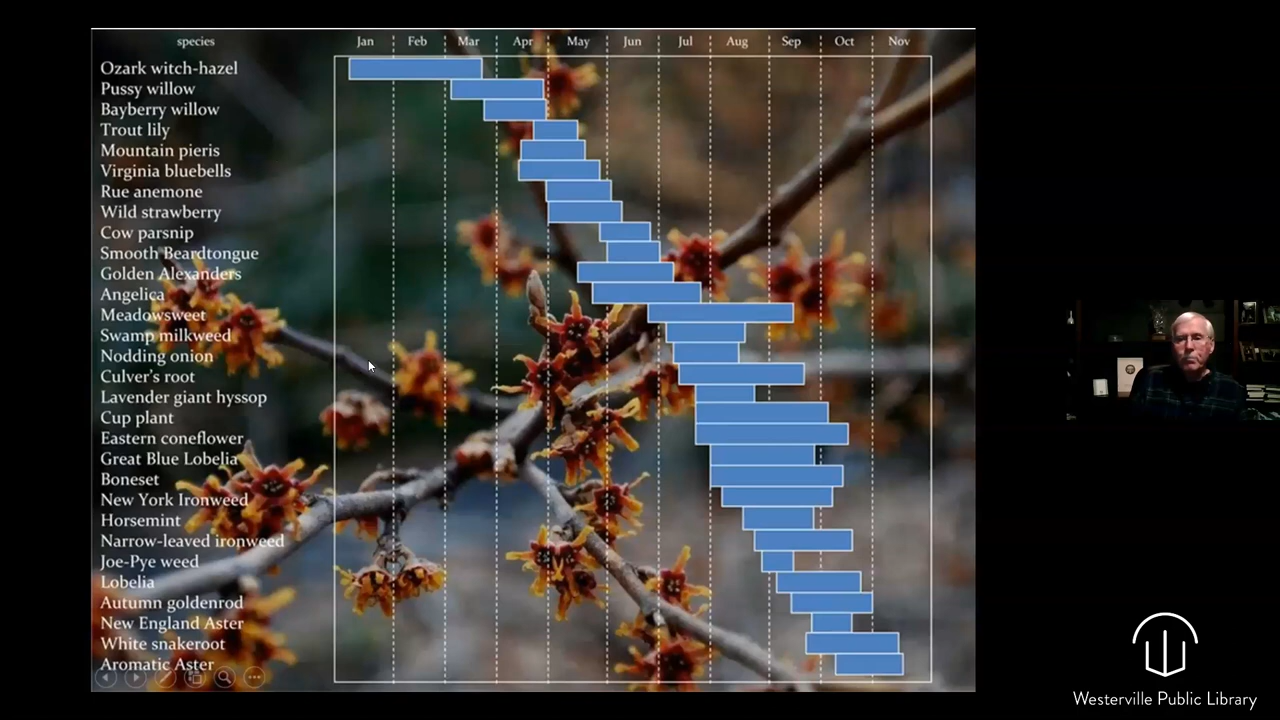 species Jan Feb Mar Apr May Jun Jul Aug Sep Oct Nov
Ozark witch-hazel
Pussy willow
Bayberry willow
Trout lily
Mountain pieris
Virginia bluebells
Rue anemone
Wild strawberry
Cow parsnip
Smooth Beardtongue
Golden Alexanders
Angelica
Meadowsweet
Swamp milkweed
Nodding onion
Culver's root
Lavender giant hyssop
Cup plant
Eastern coneflower
Great Blue Lobelia
Boneset
New York Ironweed
Horsemint
Narrow-leaved ironweed
Joe-Pye weed
Lobelia
Autumn goldenrod
New England Aster
White snakeroot
Aromatic Aster
Westerville Public Library